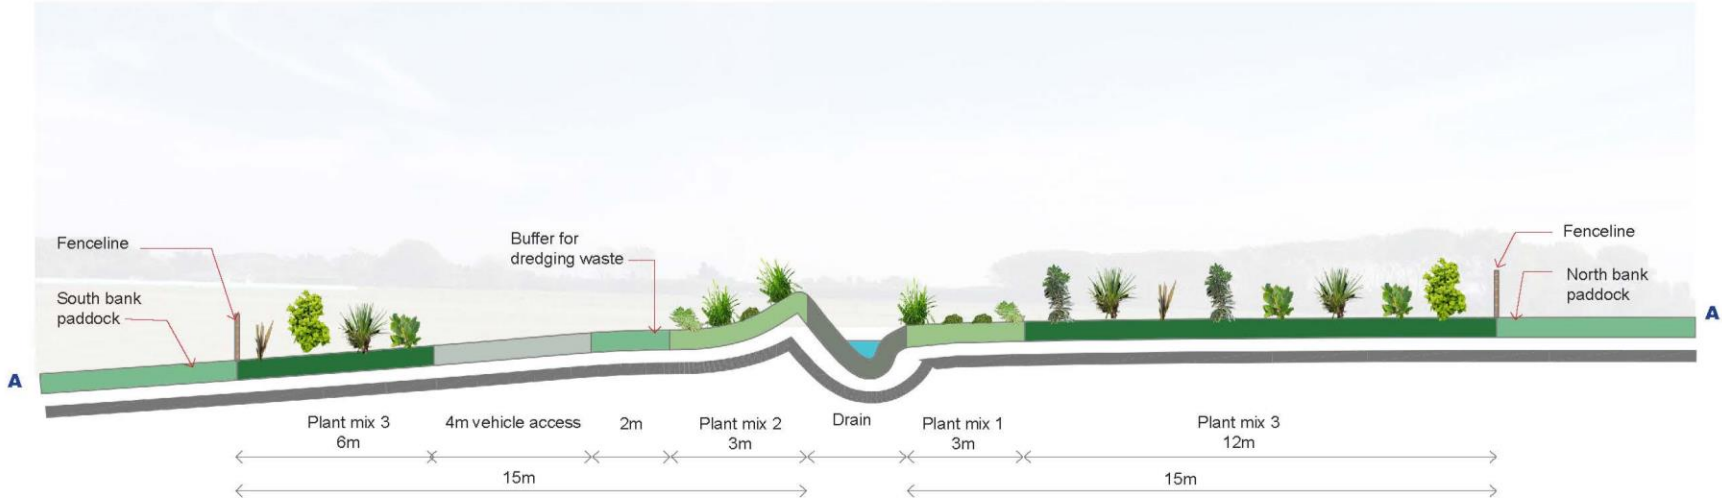 Fenceline
South bank
paddock
Buffer for
dredging waste
Fenceline
North bank
paddock
A
A
Plant mix 3
6m
4m vehicle access
2m
Plant mix 2
3m
Drain
Plant mix 1
3m
Plant mix 3
12m
15m
15m